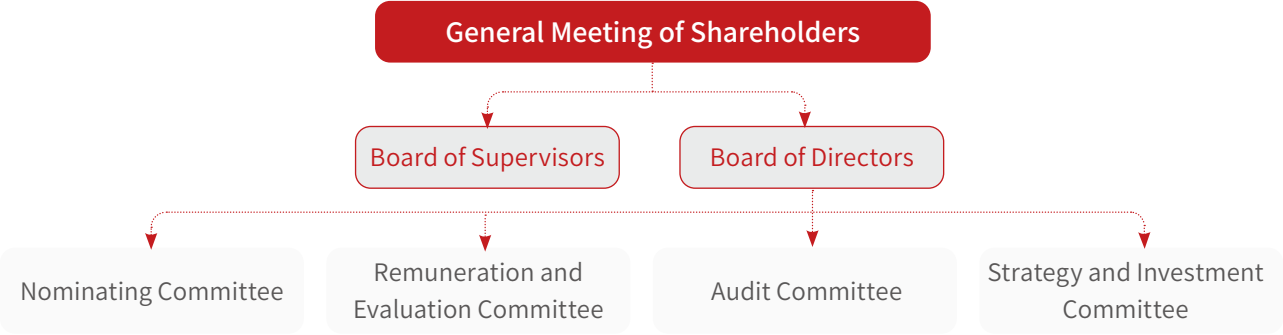 General Meeting of Shareholders
Board of Supervisors
Board of Directors
Nominating Committee
Remuneration and
Evaluation Committee
Audit Committee
Strategy and Investment
Committee